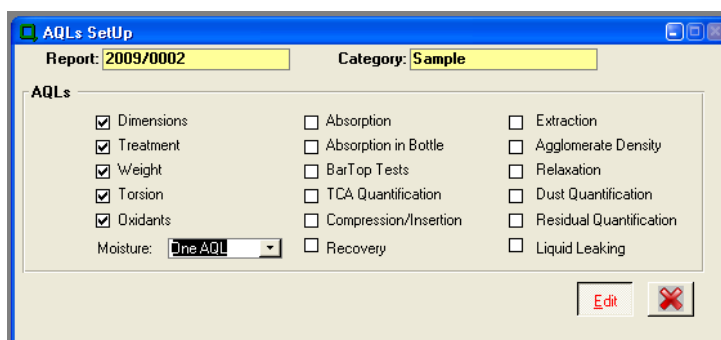 AQLs SetUp
Report: 2009/0002 Category: Sample
AQLs
Dimensions Absorption Extraction
Treatment Absorption in Bottle Agglomerate Density
Weight BarTop Tests Relaxation
Torsion TCA Quantification Dust Quantification
Oxidants Compression/Insertion Residual Quantification
Moisture: One AQL Recovery Liquid Leaking
Edit